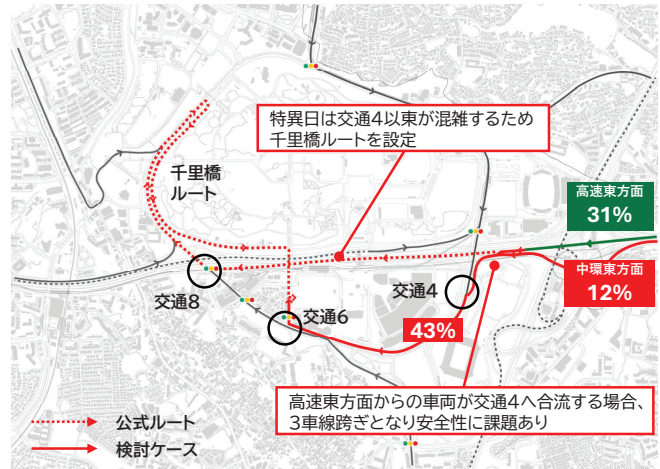 特異日は交通4以東が混雑するため
千里橋ルートを設定
千里橋
ルート
高速東方面
31%
中環東方面
12%
交通8
交通6
交通4
43%
高速東方面からの車両が交通4へ合流する場合、
3車線跨ぎとなり安全性に課題あり
公式ルート
検討ケース